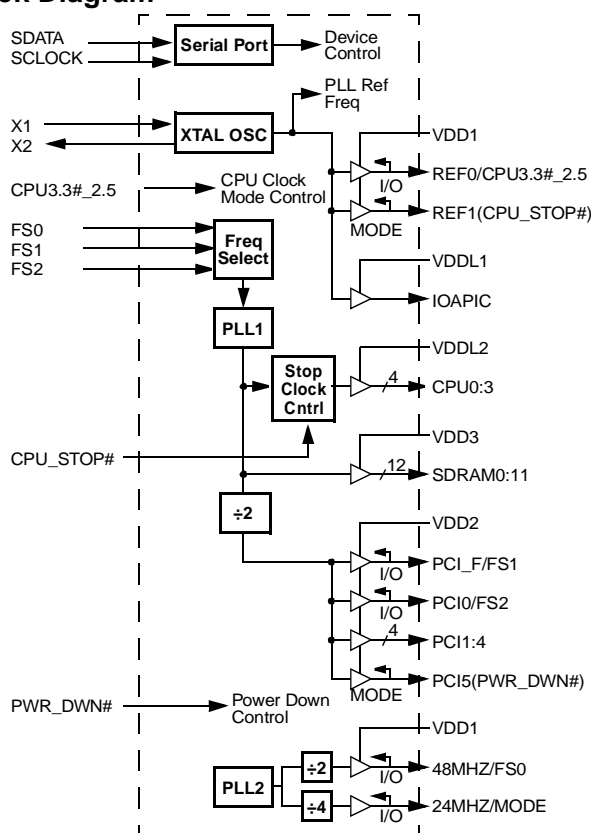 ck Diagram
SDATA
SCLOCK
Serial Port
Device
Control
PLL Ref
Freq
X1
X2
XTAL OSC
VDD1
REF0/CPU3.3#_2.5
I/O
CPU3.3#_2.5
CPU Clock
Mode Control
REF1(CPU_STOP#)
MODE
FS0
FS1
FS2
Freq
Select
VDDL1
IOAPIC
PLL1
VDDL2
Stop
Clock
Cntrl
4
CPU0:3
VDD3
CPU_STOP#
12
SDRAM0:11
÷2
VDD2
PCI_F/FS1
I/O
PCI0/FS2
I/O
4
PCI1:4
PCI5(PWR_DWN#)
MODE
PWR_DWN#
Power Down
Control
VDD1
÷2
48MHZ/FS0
I/O
PLL2
÷4
24MHZ/MODE
I/O